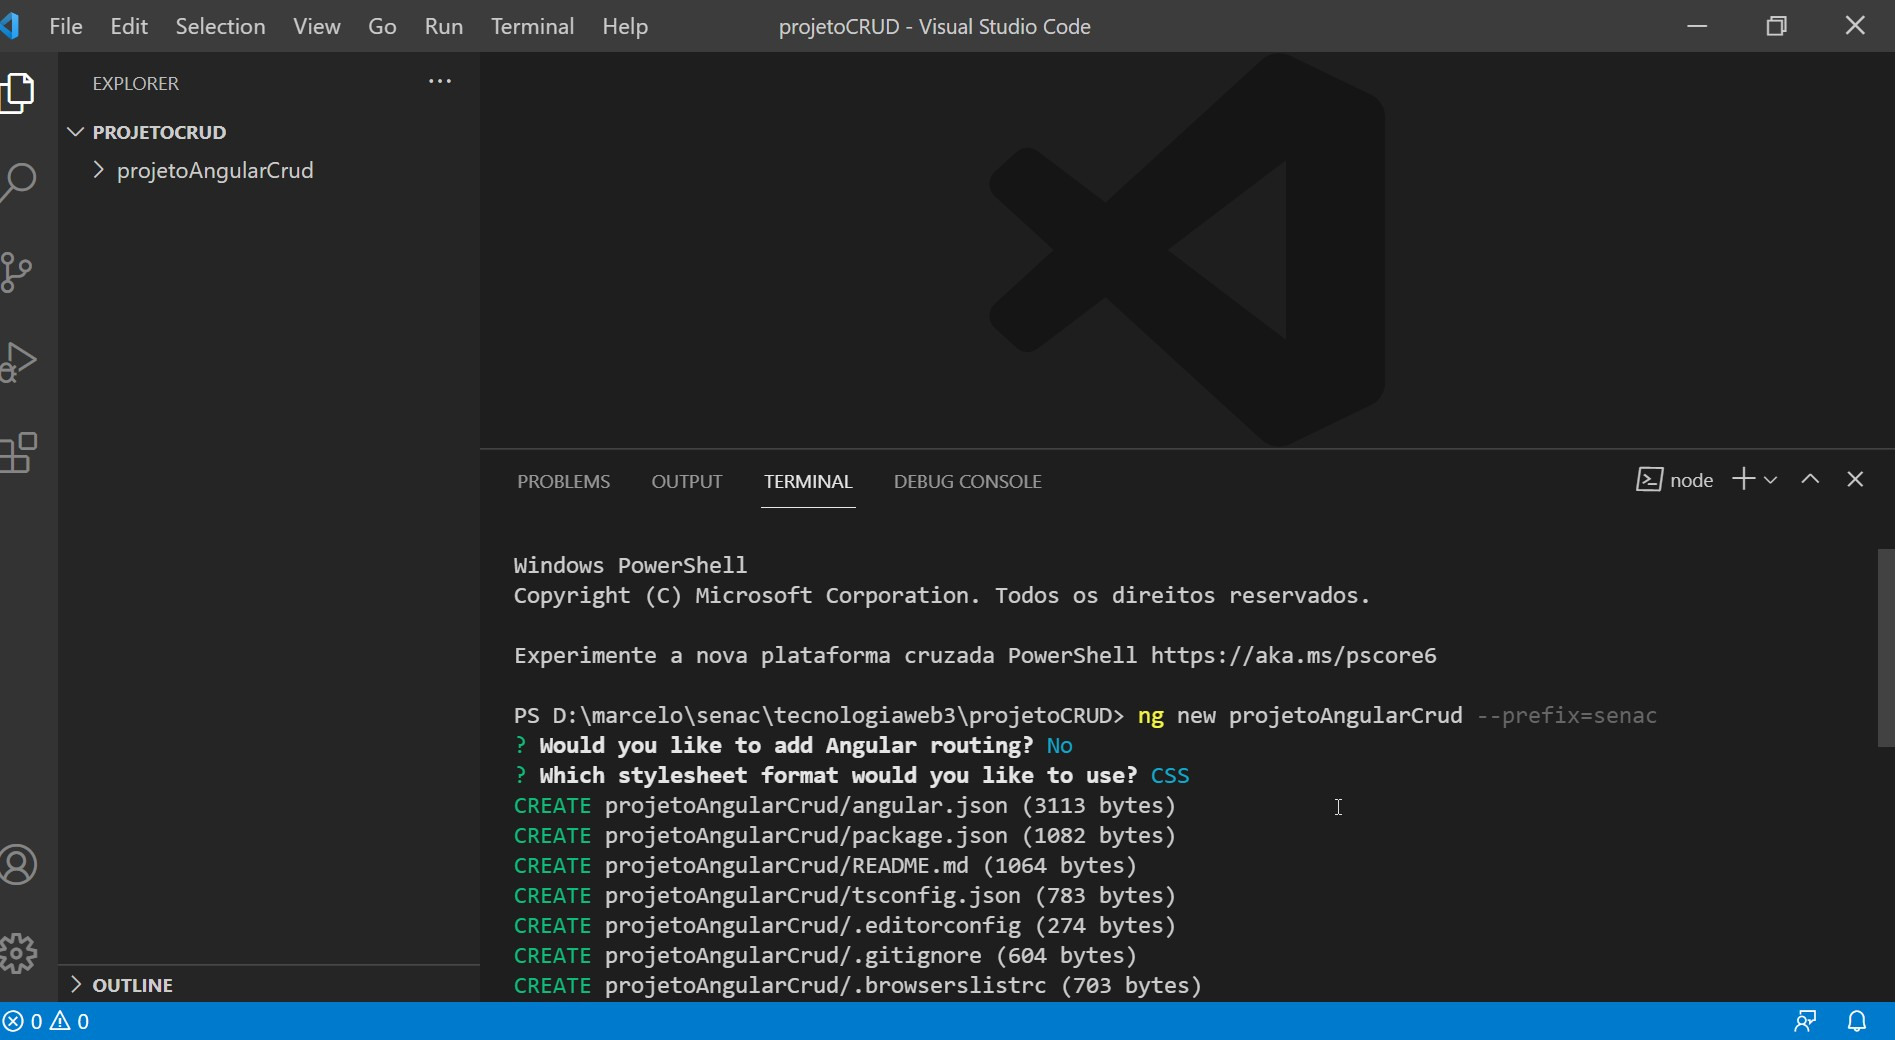 File Edit Selection View Go Run Terminal Help projetoCRUD - Visual Studio Code
EXPLORER
PROJETOCRUD
projetoAngularCrud
PROBLEMS OUTPUT TERMINAL DEBUG CONSOLE node
Windows PowerShell
Copyright (C) Microsoft Corporation. Todos os direitos reservados.
Experimente a nova plataforma cruzada PowerShell https://aka.ms/pscore6
PS D:\marcelo\senac\tecnologiaweb3\projetoCRUD> ng new projetoAngularCrud --prefix=senac
? Would you like to add Angular routing? No
? Which stylesheet format would you like to use? CSS
CREATE projetoAngularCrud/angular.json (3113 bytes)
CREATE projetoAngularCrud/package.json (1082 bytes)
CREATE projetoAngularCrud/README.md (1064 bytes)
CREATE projetoAngularCrud/tsconfig.json (783 bytes)
CREATE projetoAngularCrud/.editorconfig (274 bytes)
CREATE projetoAngularCrud/.gitignore (604 bytes)
CREATE projetoAngularCrud/.browserslistrc (703 bytes)
OUTLINE
0 0